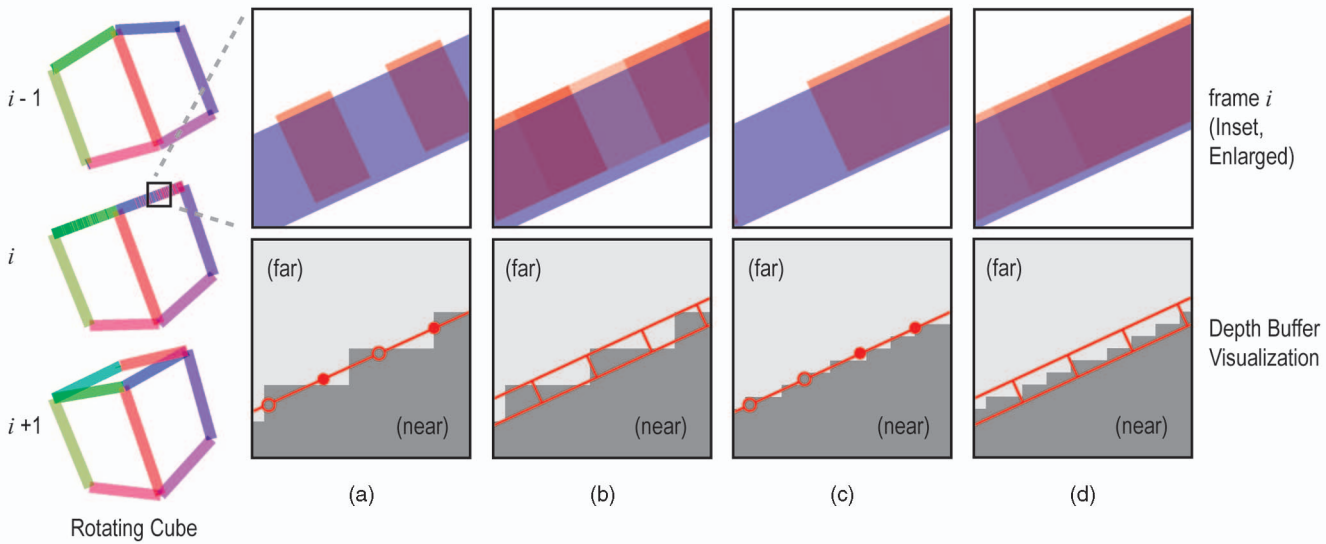 i - 1
i
i +1
Rotating Cube
frame i
(Inset,
Enlarged)
(far)
(near)
(far)
(near)
(far)
(near)
(far)
(near)
Depth Buffer
Visualization
(a)
(b)
(c)
(d)